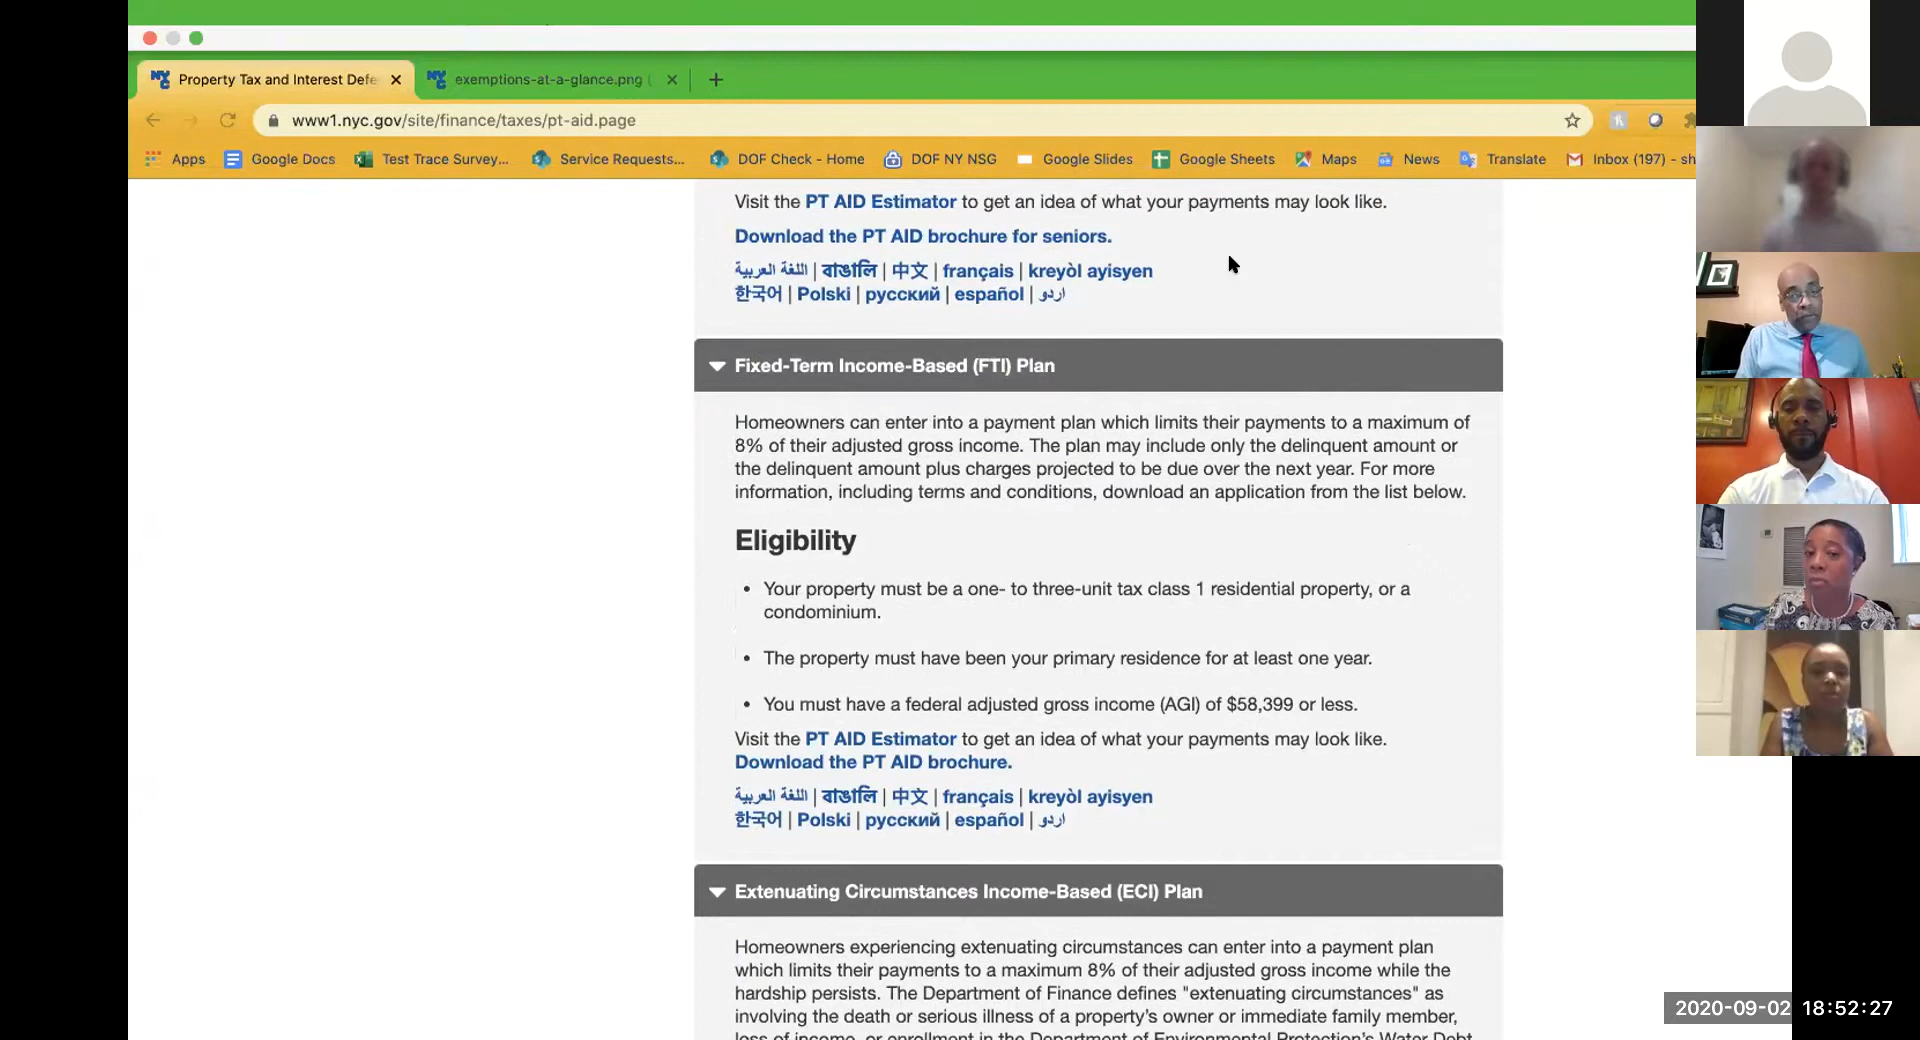 Property Tax and Interest Defe
exemptions-at-a-glance.png (
www1.nyc.gov/site/finance/taxes/pt-aid.page
Apps
Google Docs
Test Trace Survey...
Service Requests...
DOF Check - Home
DOF NY NSG
Google Slides
Google Sheets
Maps
News
Translate
Inbox (197) - sh
Visit the PT AID Estimator to get an idea of what your payments may look like.
Download the PT AID brochure for seniors.
اللغة العربية | বাঙালি | 中文 | français | kreyòl ayisyen
한국어 | Polski | русский | español | اردو
Fixed-Term Income-Based (FTI) Plan
Homeowners can enter into a payment plan which limits their payments to a maximum of
8% of their adjusted gross income. The plan may include only the delinquent amount or
the delinquent amount plus charges projected to be due over the next year. For more
information, including terms and conditions, download an application from the list below.
Eligibility
• Your property must be a one- to three-unit tax class 1 residential property, or a
condominium.
• The property must have been your primary residence for at least one year.
• You must have a federal adjusted gross income (AGI) of $58,399 or less.
Visit the PT AID Estimator to get an idea of what your payments may look like.
Download the PT AID brochure.
اللغة العربية | বাঙালি | 中文 | français | kreyòl ayisyen
한국어 | Polski | русский | español | اردو
Extenuating Circumstances Income-Based (ECI) Plan
Homeowners experiencing extenuating circumstances can enter into a payment plan
which limits their payments to a maximum 8% of their adjusted gross income while the
hardship persists. The Department of Finance defines "extenuating circumstances" as
involving the death or serious illness of a property's owner or immediate family member,
loss of income, or enrollment in the Department of Environmental Protection's Water Debt
2020-09-02 18:52:27